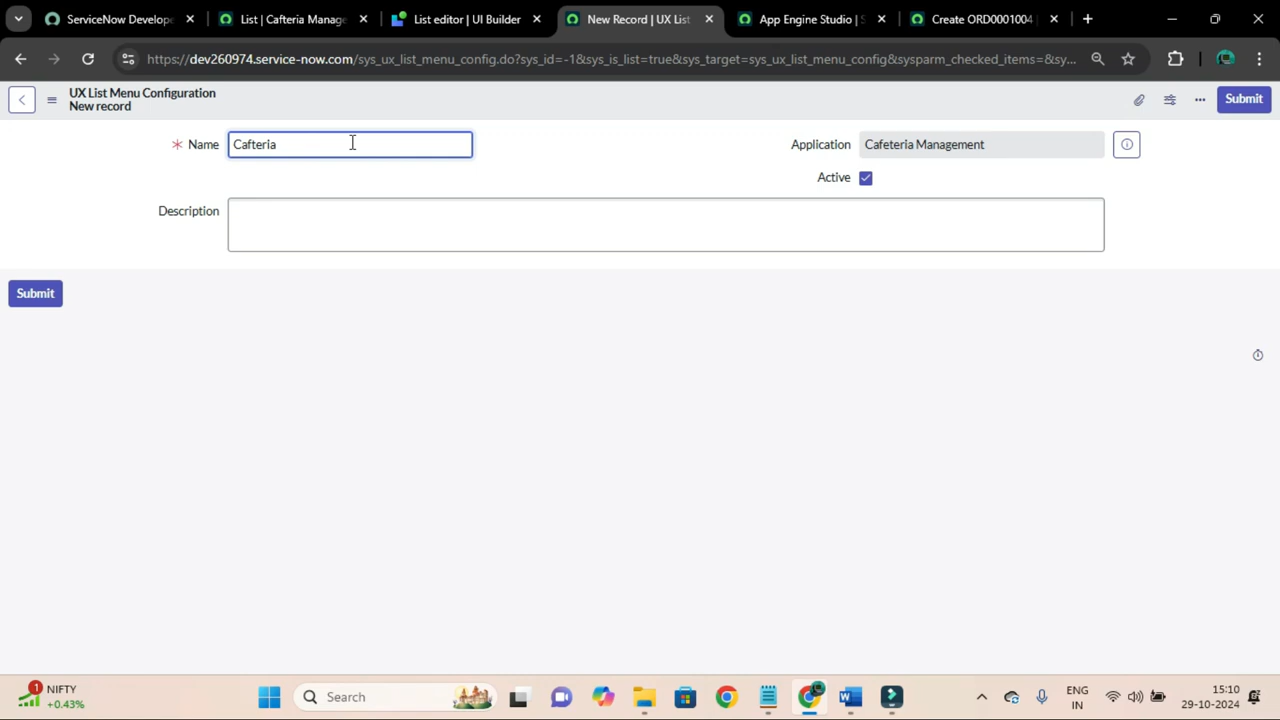 ServiceNow Develope
List | Cafteria Manage
List editor | UI Builder
New Record | UX List
App Engine Studio | S
Create ORD0001004
https://dev260974.service-now.com/sys_ux_list_menu_config.do?sys_id=-1&sys_is_list=true&sys_target=sys_ux_list_menu_config&sysparm_checked_items=&sy...
UX List Menu Configuration
New record
Submit
Name
Cafteria
Application
Cafeteria Management
Active
Description
Submit
1
NIFTY
+0.43%
Search
ENG
IN
15:10
29-10-2024